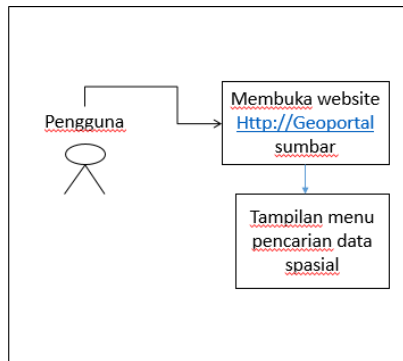 Pengguna
Membuka website
Http://Geoportal
sumbar
Tampilan menu
pencarian data
spasial